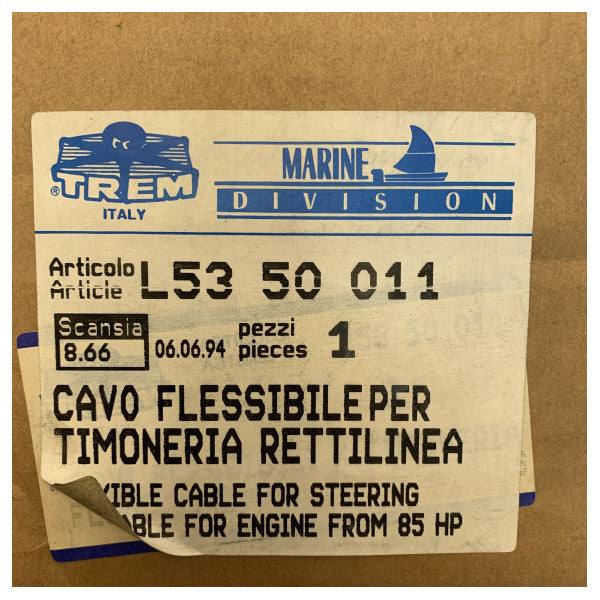 TREM
®
ITALY
MARINE
DIVISION
Articolo
Article L53 50 011
Scansia
8.66
06.06.94
pezzi
pieces 1
CAVO FLESSIBILE PER
TIMONERIA RETTILINEA
XIBLE CABLE FOR STEERING
ABLE FOR ENGINE FROM 85 HP